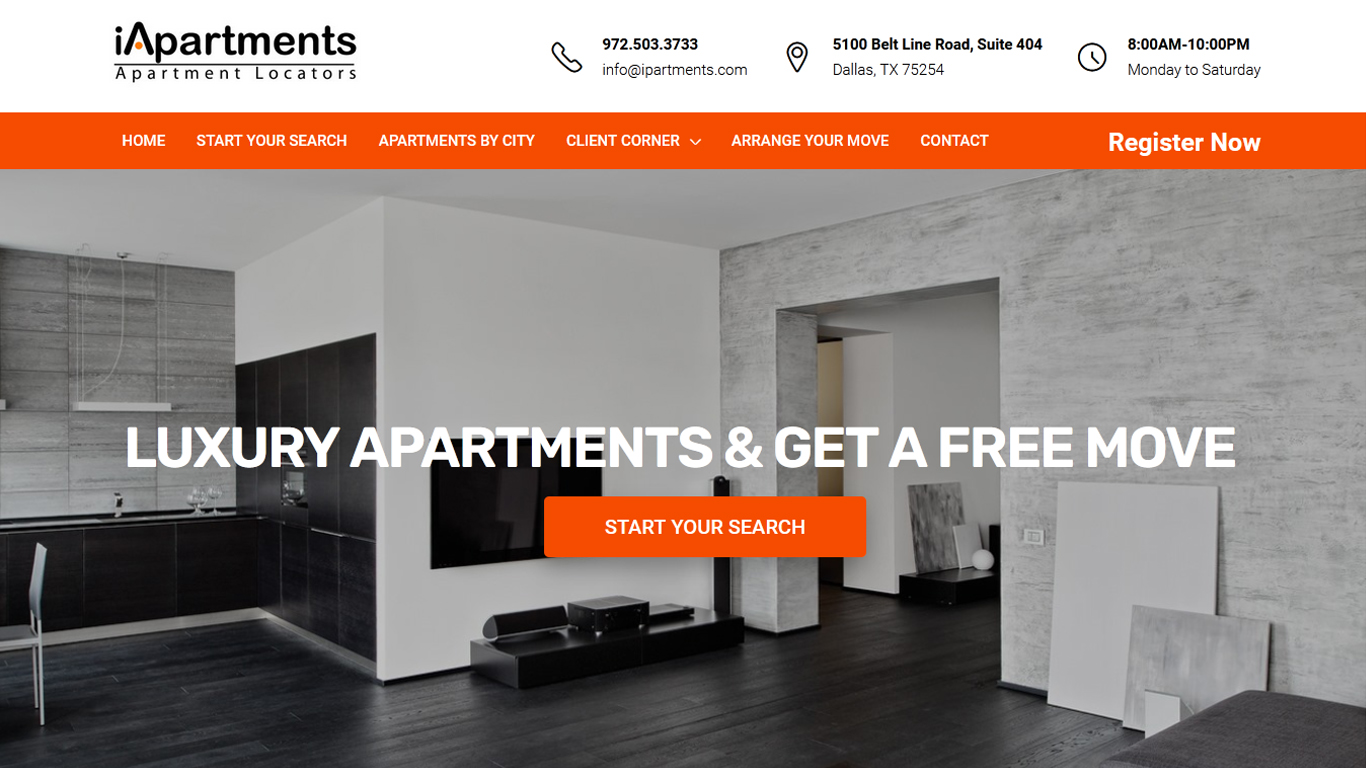 iApartments
Apartment Locators
972.503.3733
info@ipartments.com
5100 Belt Line Road, Suite 404
Dallas, TX 75254
8:00AM-10:00PM
Monday to Saturday
HOME START YOUR SEARCH APARTMENTS BY CITY CLIENT CORNER ARRANGE YOUR MOVE CONTACT Register Now
LUXURY APARTMENTS & GET A FREE MOVE
START YOUR SEARCH